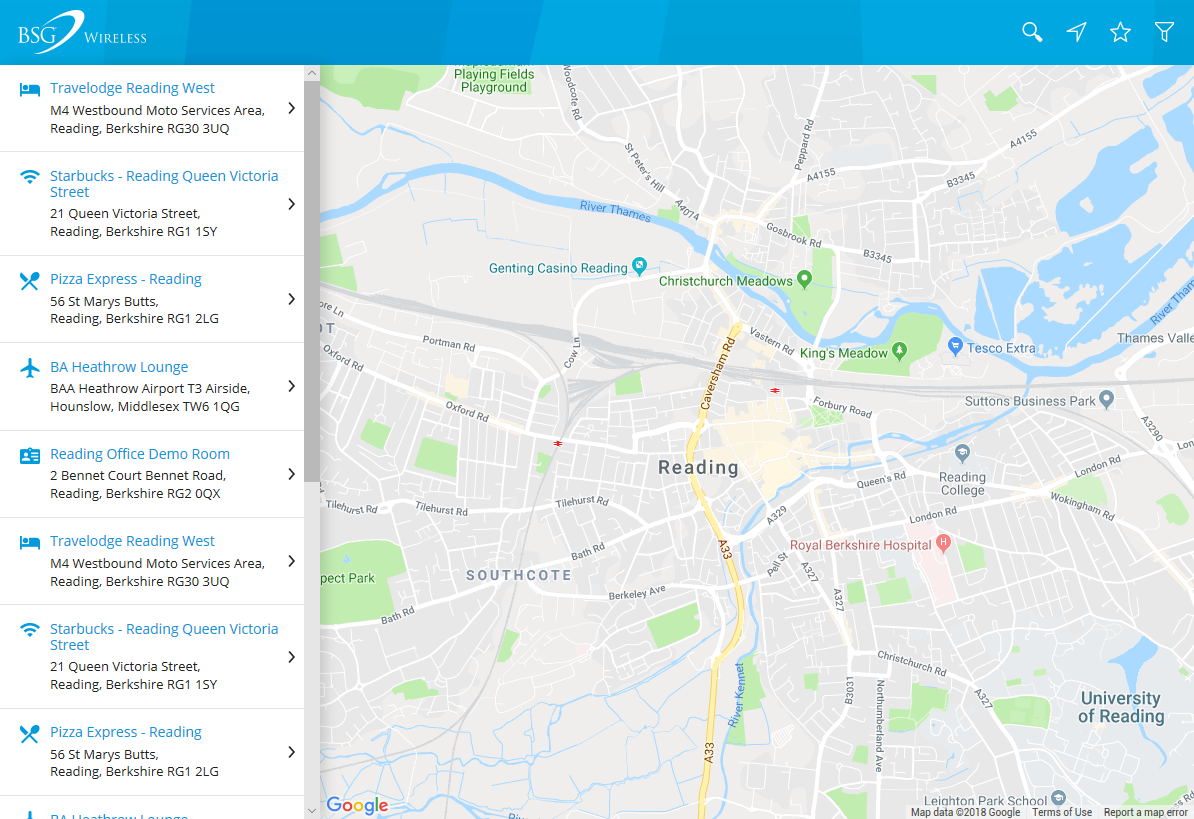 BSG WIRELESS
Travelodge Reading West
M4 Westbound Moto Services Area,
Reading, Berkshire RG30 3UQ
Starbucks - Reading Queen Victoria
Street
21 Queen Victoria Street,
Reading, Berkshire RG1 1SY
Pizza Express - Reading
56 St Marys Butts,
Reading, Berkshire RG1 2LG
BA Heathrow Lounge
BAA Heathrow Airport T3 Airside,
Hounslow, Middlesex TW6 1QG
Reading Office Demo Room
2 Bennet Court Bennet Road,
Reading, Berkshire RG2 0QX
Travelodge Reading West
M4 Westbound Moto Services Area,
Reading, Berkshire RG30 3UQ
Starbucks - Reading Queen Victoria
Street
21 Queen Victoria Street,
Reading, Berkshire RG1 1SY
Pizza Express - Reading
56 St Marys Butts,
Reading, Berkshire RG1 2LG
BA Heathrow Lounge
Playing Fields
Playground
Woodcote Rd
St Peter's Hill
Peppard Rd
A4155
A4155
B3345
A4074
River Thames
Gosbrook Rd
B3345
Genting Casino Reading
Christchurch Meadows
River Tham
ore Ln
OT
Oxford Rd
Portman Rd
Cow Ln
Caversham Rd
Vastern Rd
King's Meadow
Tesco Extra
Thames Valle
Oxford Rd
Forbury Road
Suttons Business Park
A3290
Reading
Reading
College
Queen's Rd
London Rd
Tilehurst Rd
Tilehurst Rd
Tilehurst Rd
A329
London Rd
Wokingham Rd
Bath Rd
A33
Royal Berkshire Hospital
H
SOUTHCOTE
pect Park
Pell St
A327
A327
Berkeley Ave
Bath Rd
Christchurch Rd
A327
River Kennet
B3031
Northumberland Ave
University
of Reading
A33
Leighton Park School
Google
Map data ©2018 Google
Terms of Use
Report a map error